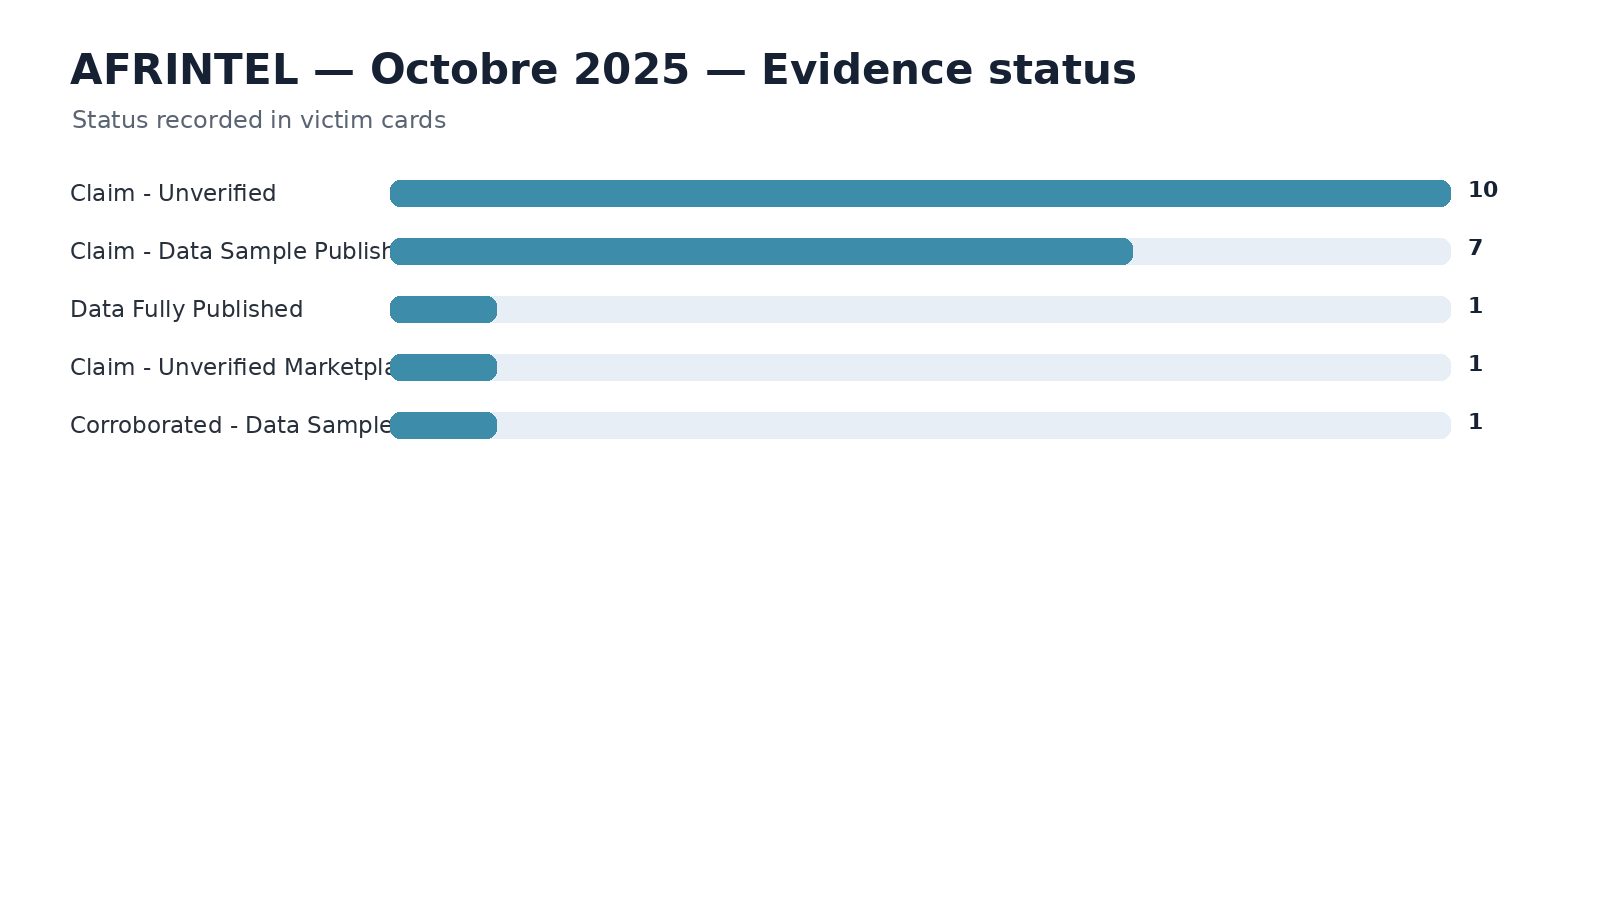 AFRINTEL — Octobre 2025 — Evidence status
Status recorded in victim cards
Claim - Unverified 10
Claim - Data Sample Publish 7
Data Fully Published 1
Claim - Unverified Marketpla 1
Corroborated - Data Sample 1